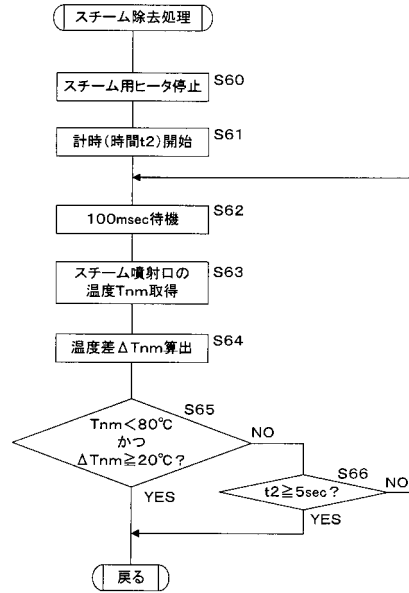 スチーム除去処理
スチーム用ヒータ停止
S60
計時(時間t2)開始
S61
100msec待機
S62
スチーム噴射口の
温度Tnm取得
S63
温度差ΔTnm算出
S64
Tnm<80℃
かつ
ΔTnm≧20℃?
S65
NO
YES
t2≧5sec?
S66
NO
YES
戻る